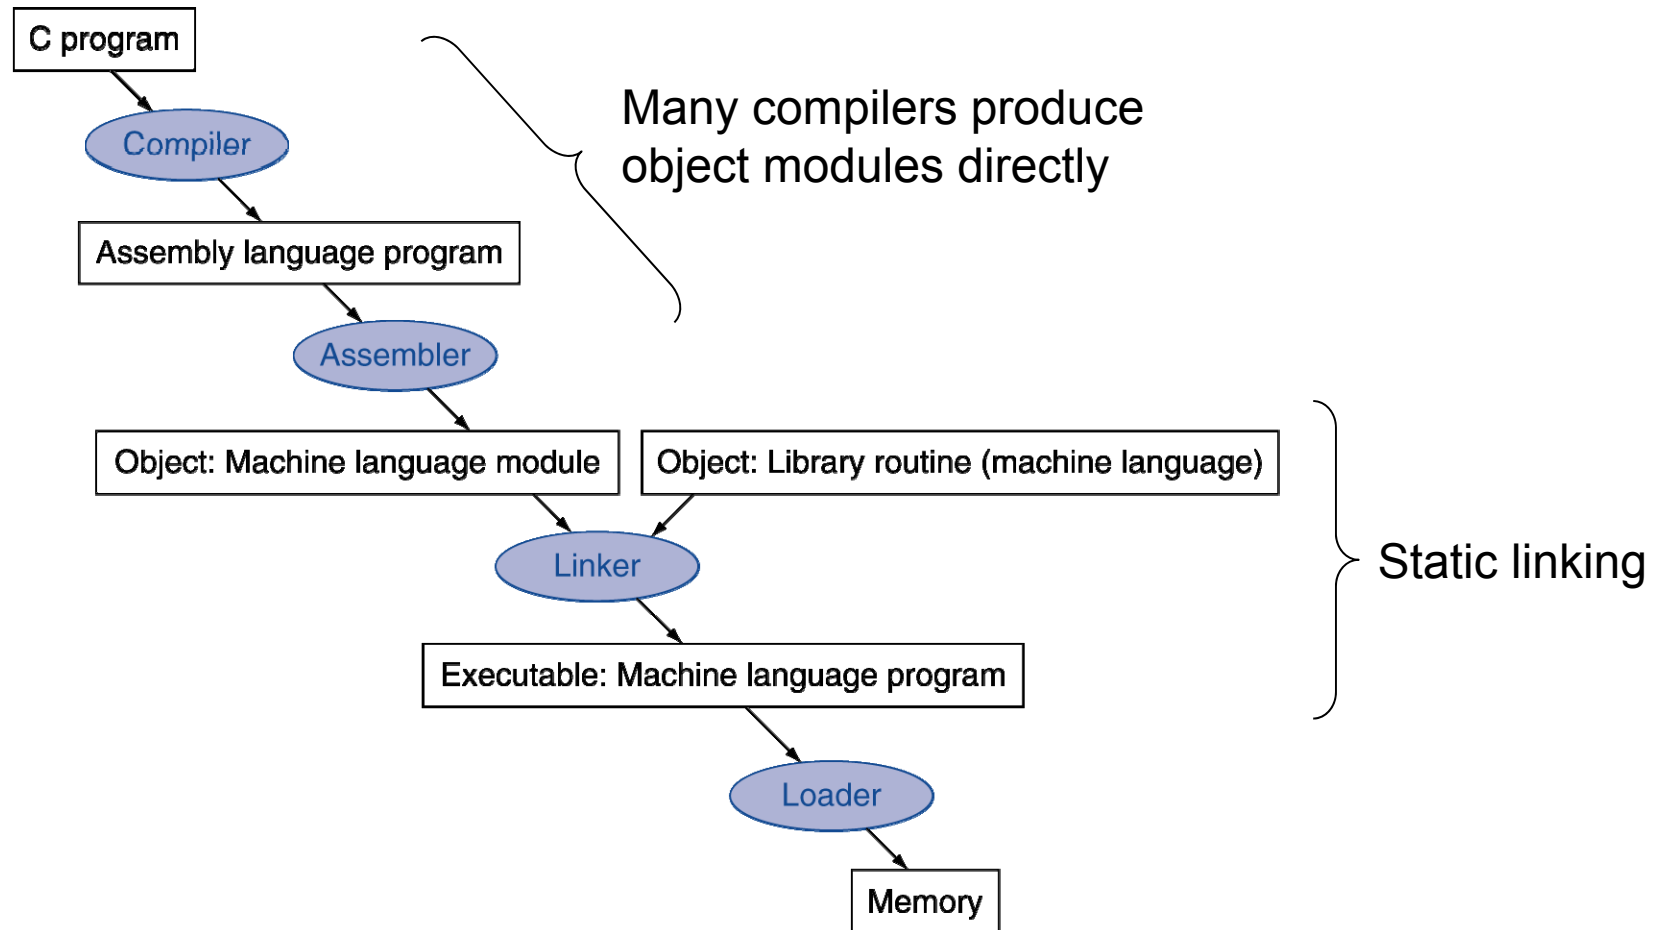 C program
Many compilers produce
object modules directly
Compiler
Assembly language program
Assembler
Object: Machine language module
Object: Library routine (machine language)
Linker
Static linking
Executable: Machine language program
Loader
Memory